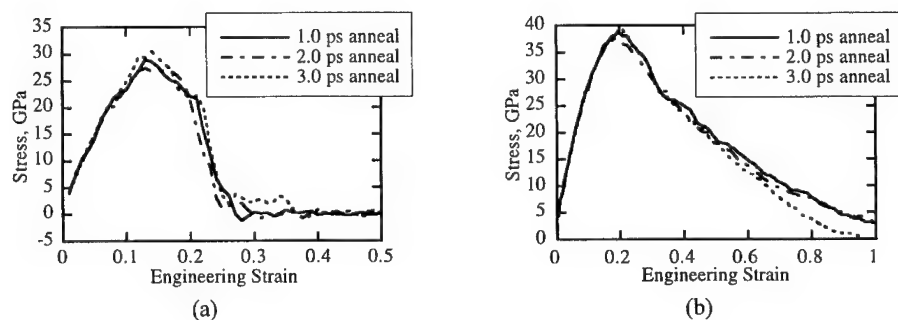 35
30
25
20
15
10
5
0
-5
Stress, GPa
1.0 ps anneal
2.0 ps anneal
3.0 ps anneal
0 0.1 0.2 0.3 0.4 0.5
Engineering Strain
(a)
40
35
30
25
20
15
10
5
0
Stress, GPa
1.0 ps anneal
2.0 ps anneal
3.0 ps anneal
0 0.2 0.4 0.6 0.8 1
Engineering Strain
(b)